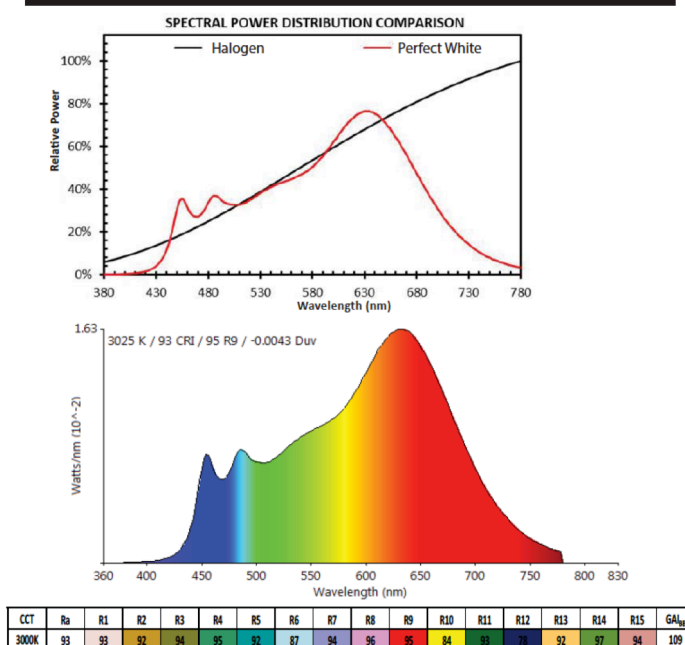 SPECTRAL POWER DISTRIBUTION COMPARISON
Halogen Perfect White
100%
80%
60%
40%
20%
0%
Relative Power
380 430 480 530 580 630 680 730 780
Wavelength (nm)
1.63
3025 K / 93 CRI / 95 R9 / -0.0043 Duv
Watts/nm (10^-2)
360 400 450 500 550 600 650 700 750 800 830
Wavelength (nm)
CCT Ra R1 R2 R3 R4 R5 R6 R7 R8 R9 R10 R11 R12 R13 R14 R15
3000K 93 93 92 94 95 92 87 94 96 95 84 93 78 92 97 94 109